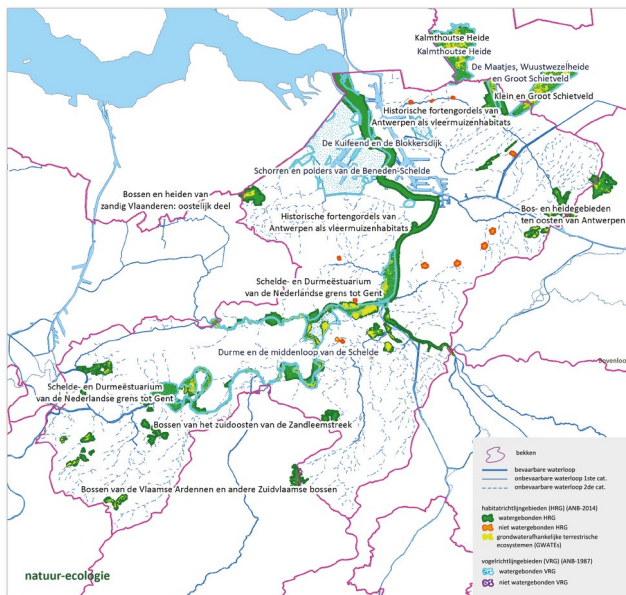 Kalmthoutse Heide
Kalmthoutse Heide
De Maatjes, Wuustwezelheide
en Groot Schietveld
Klein en Groot Schietveld
Historische fortengordels van
Antwerpen als vleermuizenhabitats
De Kuifeend en de Blokkersdijk
Schorren en polders van de Beneden-Schelde
Bossen en heiden van
zandig Vlaanderen: oostelijk deel
Bos- en heidegebieden
ten oosten van Antwerpen
Historische fortengordels van
Antwerpen als vleermuizenhabitats
Schelde- en Durmeëstuarium
van de Nederlandse grens tot Gent
Durme en de middenloop van de Schelde
Schelde- en Durmeëstuarium
van de Nederlandse grens tot Gent
Bossen van het zuidoosten van de Zandleemstreek
Bossen van de Vlaamse Ardennen en andere Zuidvlaamse bossen
natuur-ecologie
bekken
bevaarbare waterloop
onbevaarbare waterloop 1ste cat.
onbevaarbare waterloop 2de cat.
habitatrichtlijngebieden (HRG) (ANB-2014)
watergebonden HRG
niet watergebonden HRG
grondwaterafhankelijke terrestrische
ecosystemen (GWATEs)
vogelrichtlijngebieden (VRG) (ANB-1987)
watergebonden VRG
niet watergebonden VRG